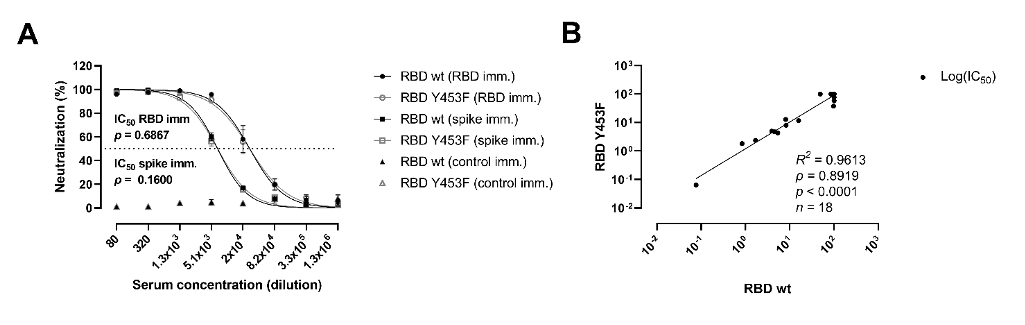 A
Neutralization (%)
120
100
80
60
40
20
0
IC50 RBD imm
p = 0.6867
IC50 spike imm.
p = 0.1600
80
320
1.3x10³
5.1x10³
2x10⁴
8.2x10⁴
3.3x10⁵
1.3x10⁶
Serum concentration (dilution)
RBD wt (RBD imm.)
RBD Y453F (RBD imm.)
RBD wt (spike imm.)
RBD Y453F (spike imm.)
RBD wt (control imm.)
RBD Y453F (control imm.)
B
RBD Y453F
10³
10²
10¹
10⁰
10⁻¹
10⁻²
R² = 0.9613
ρ = 0.8919
p < 0.0001
n = 18
10⁻²
10⁻¹
10⁰
10¹
10²
10³
RBD wt
Log(IC50)